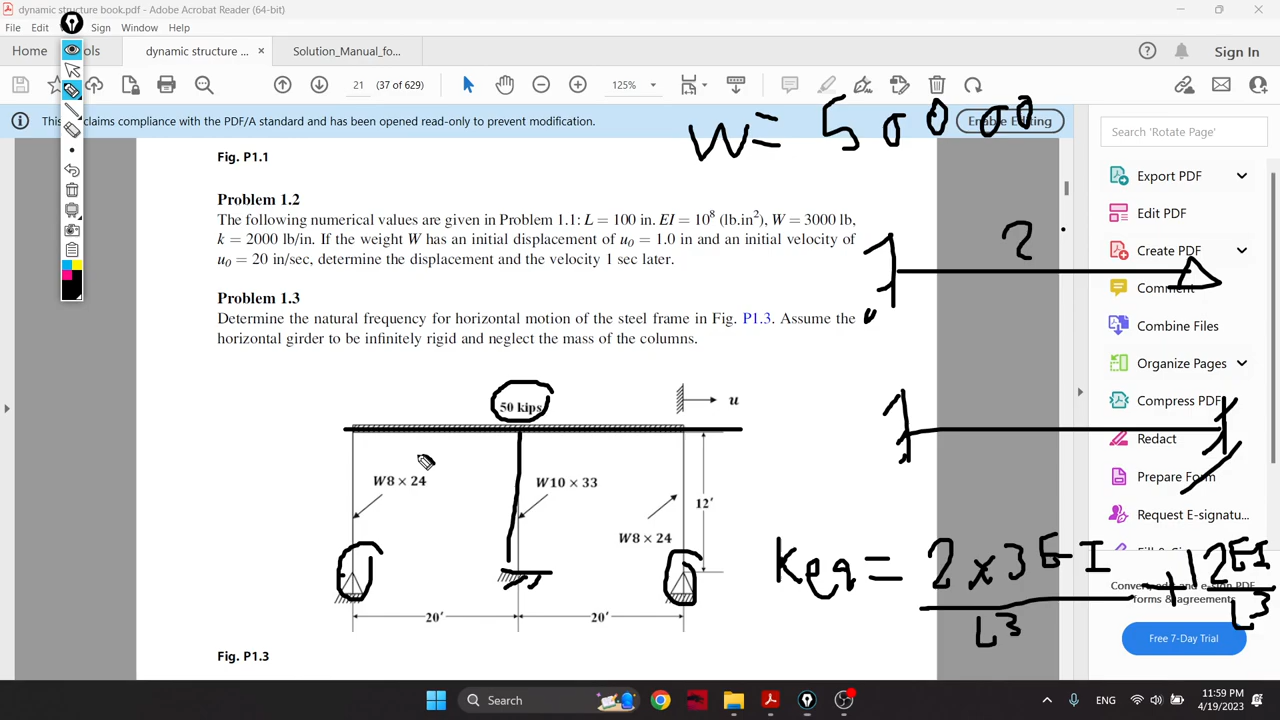 dynamic structure book.pdf - Adobe Acrobat Reader (64-bit)
File Edit Sign Window Help
Home ols dynamic structure ... × Solution_Manual_fo... Sign In
21 (37 of 629) 125%
This claims compliance with the PDF/A standard and has been opened read-only to prevent modification. Enable Editing
W = 50000
Fig. P1.1
Problem 1.2
The following numerical values are given in Problem 1.1: L = 100 in. EI = 10⁸ (lb.in²), W = 3000 lb,
k = 2000 lb/in. If the weight W has an initial displacement of u₀ = 1.0 in and an initial velocity of
u₀ = 20 in/sec, determine the displacement and the velocity 1 sec later.
Problem 1.3
Determine the natural frequency for horizontal motion of the steel frame in Fig. P1.3. Assume the
horizontal girder to be infinitely rigid and neglect the mass of the columns.
50 kips
u
W8 × 24
W10 × 33
12′
W8 × 24
20′
20′
Fig. P1.3
2
Keq = 2 x 3EI / L³ + 12EI / L³
Search 'Rotate Page'
Export PDF
Edit PDF
Create PDF
Comment
Combine Files
Organize Pages
Compress PDF
Redact
Prepare Form
Request E-signatu...
Fill &
Conver
forms & agreements
Free 7-Day Trial
Search
ENG
11:59 PM
4/19/2023